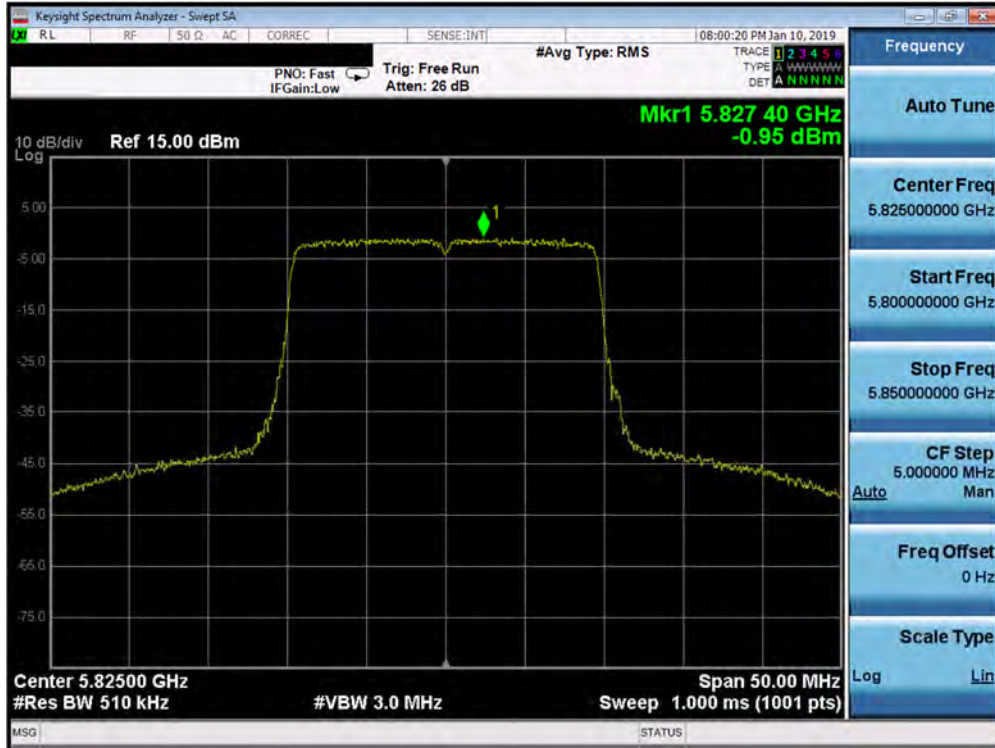 Keysight Spectrum Analyzer - Swept SA
LXI RL RF 50 Ω AC CORREC SENSE:INT 08:00:20 PM Jan 10, 2019
#Avg Type: RMS TRACE 1 2 3 4 5 6
PNO: Fast Trig: Free Run TYPE A WWWWW
IFGain:Low Atten: 26 dB DET A N N N N N
Mkr1 5.827 40 GHz
-0.95 dBm
10 dB/div Ref 15.00 dBm
Log
1
5.00
-5.00
-15.0
-25.0
-35.0
-45.0
-55.0
-65.0
-75.0
Center 5.82500 GHz Span 50.00 MHz
#Res BW 510 kHz #VBW 3.0 MHz Sweep 1.000 ms (1001 pts)
MSG STATUS
Frequency
Auto Tune
Center Freq
5.825000000 GHz
Start Freq
5.800000000 GHz
Stop Freq
5.850000000 GHz
CF Step
5.000000 MHz
Auto Man
Freq Offset
0 Hz
Scale Type
Log Lin